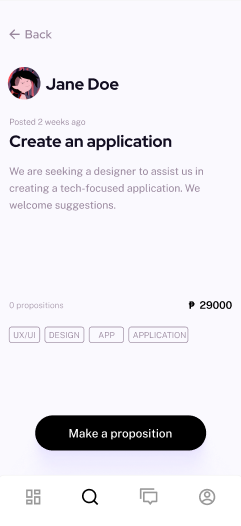 Back
Jane Doe
Posted 2 weeks ago
Create an application
We are seeking a designer to assist us in
creating a tech-focused application. We
welcome suggestions.
0 propositions
₱ 29000
UX/UI DESIGN APP APPLICATION
Make a proposition